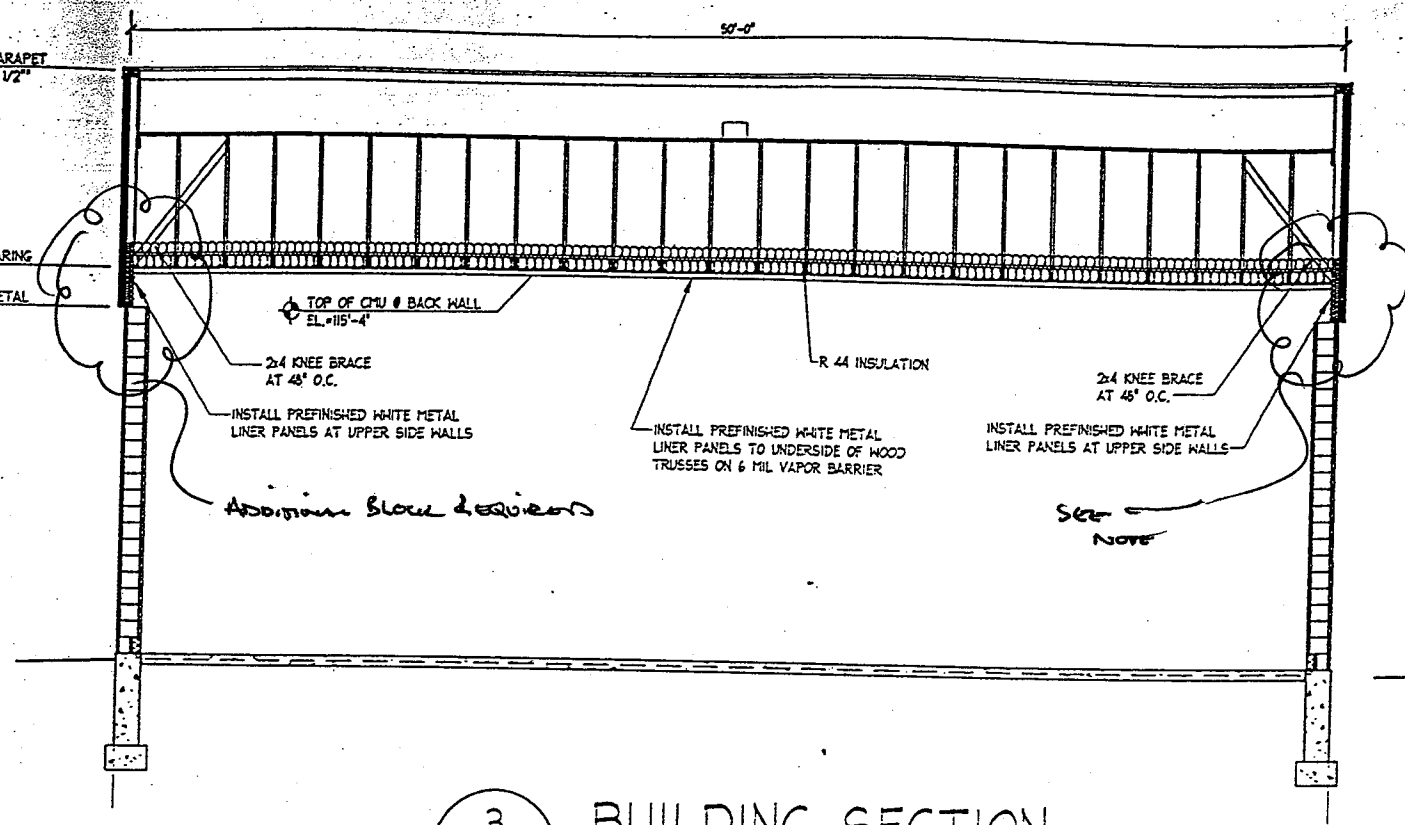 50'-0"
ARAPET
1/2"
ARING
ETAL
TOP OF CMU @ BACK WALL
EL.=115'-4"
2x4 KNEE BRACE
AT 48" O.C.
INSTALL PREFINISHED WHITE METAL
LINER PANELS AT UPPER SIDE WALLS
R 44 INSULATION
INSTALL PREFINISHED WHITE METAL
LINER PANELS TO UNDERSIDE OF WOOD
TRUSSES ON 6 MIL VAPOR BARRIER
2x4 KNEE BRACE
AT 48" O.C.
INSTALL PREFINISHED WHITE METAL
LINER PANELS AT UPPER SIDE WALLS
ADDITIONAL BLOCK REQUIRED
SEE
NOTE
3
BUILDING SECTION